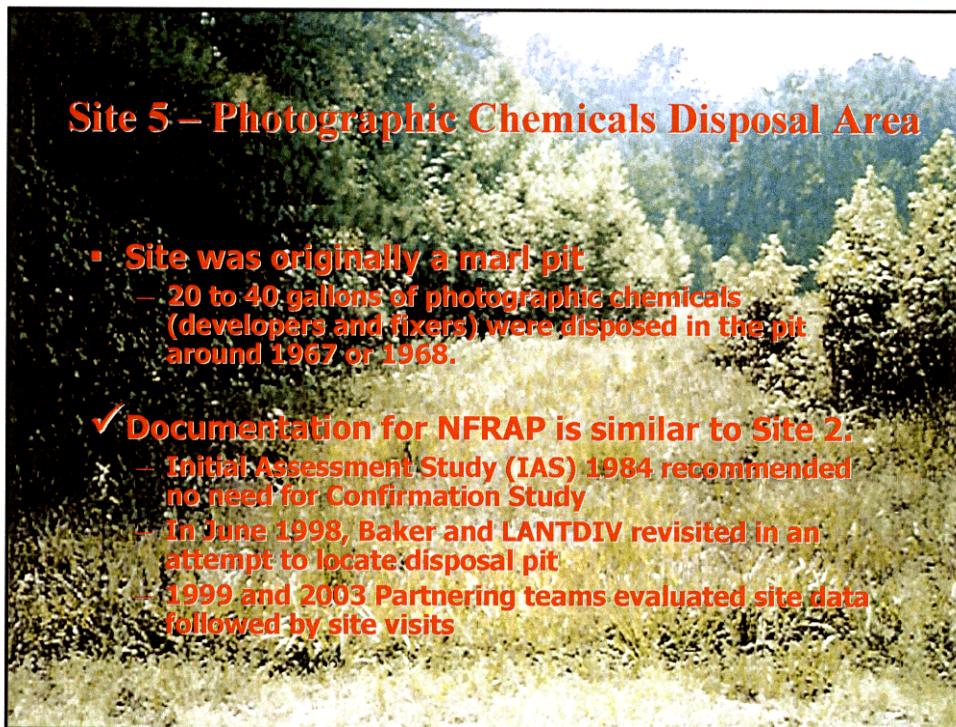 Site 5 – Photographic Chemicals Disposal Area
▪ Site was originally a marl pit
– 20 to 40 gallons of photographic chemicals
(developers and fixers) were disposed in the pit
around 1967 or 1968.
✓ Documentation for NFRAP is similar to Site 2.
– Initial Assessment Study (IAS) 1984 recommended
no need for Confirmation Study
– In June 1998, Baker and LANTDIV revisited in an
attempt to locate disposal pit
– 1999 and 2003 Partnering teams evaluated site data
followed by site visits